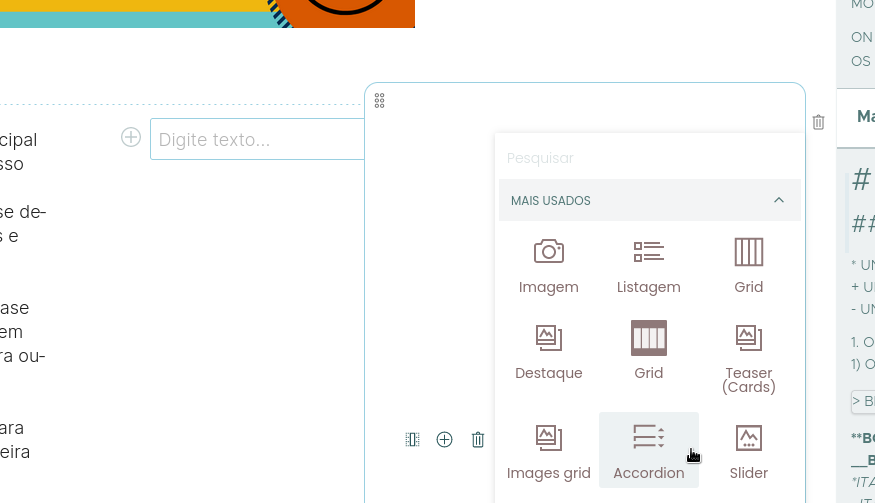 cipal
sso
se de-
s e
ase
em
ra ou-
ara
eira
Digite texto...
Pesquisar
MAIS USADOS
Imagem
Listagem
Grid
Destaque
Grid
Teaser
(Cards)
Images grid
Accordion
Slider
MO
ON
OS
Ma
#
##
* UN
+ U
- UN
1. O
1) O
> B
**BO
__B
*ITA